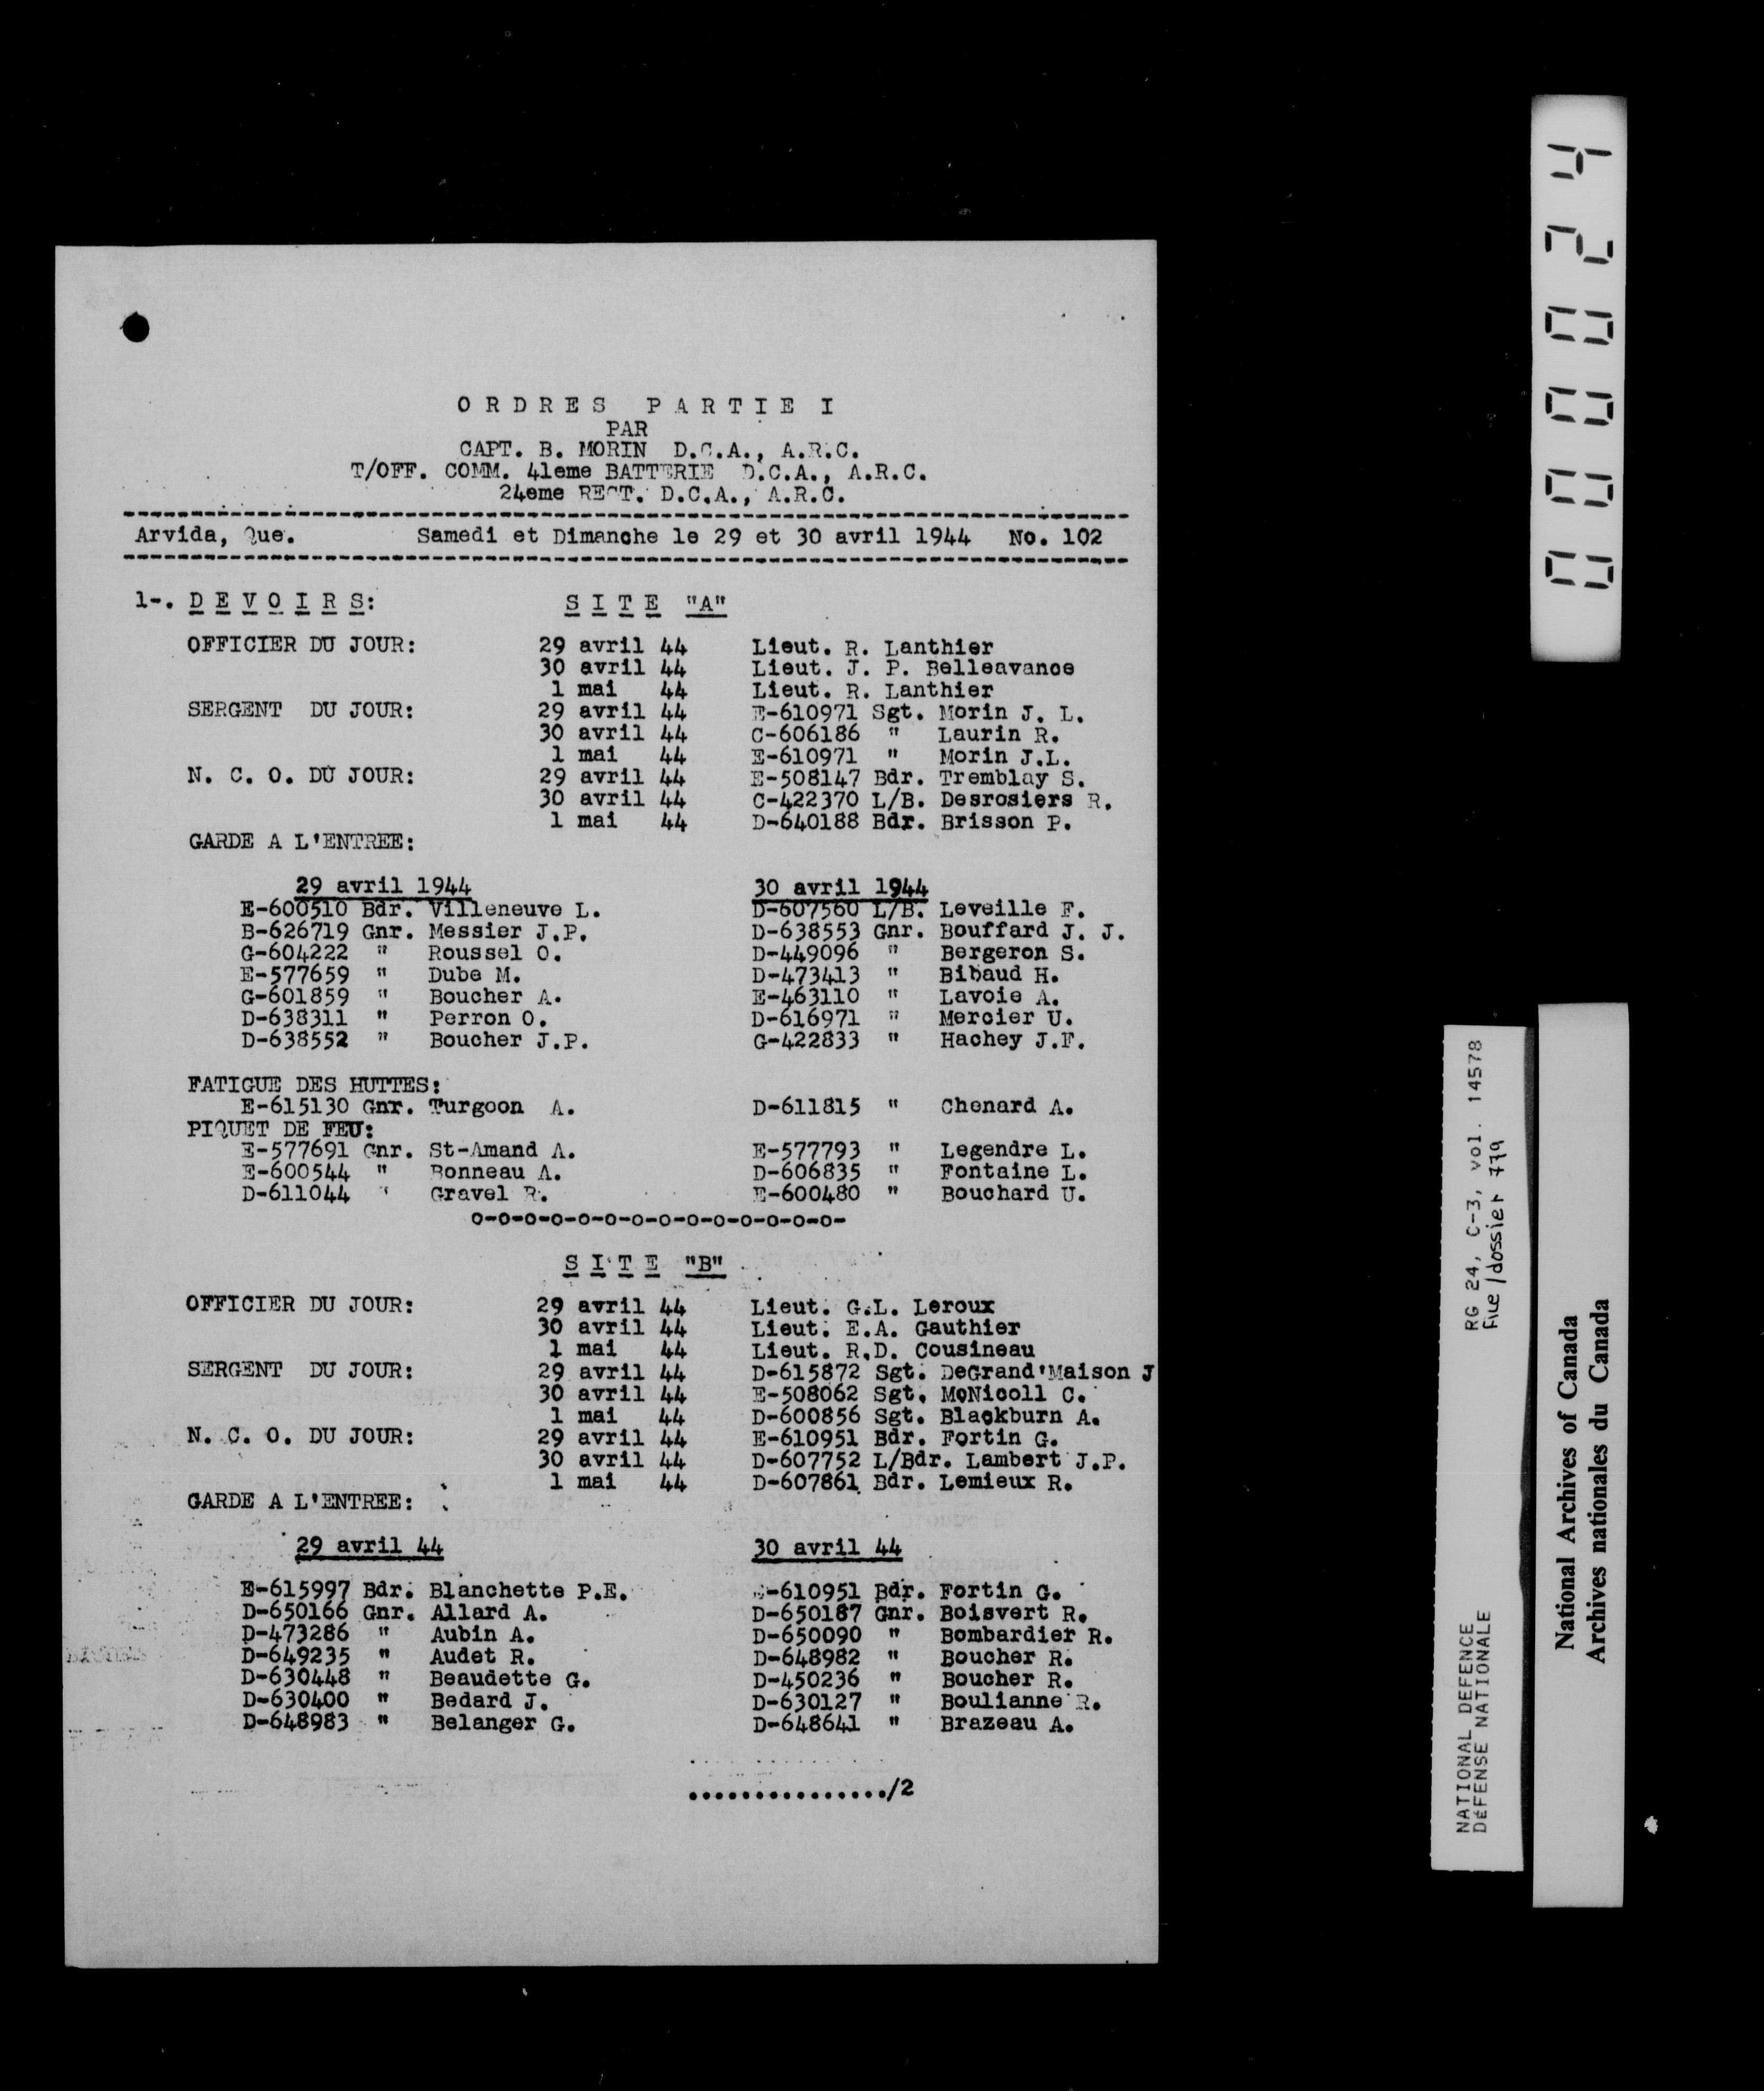 O R D R E S   P A R T I E  I
PAR
CAPT. B. MORIN  D.C.A., A.R.C.
T/OFF. COMM. 41eme BATTERIE  D.C.A., A.R.C.
24eme REGT. D.C.A., A.R.C.
Arvida, Que.   Samedi et Dimanche le 29 et 30 avril 1944   No. 102
1-. D E V O I R S:   S I T E  "A"
OFFICIER DU JOUR:   29 avril 44   Lieut. R. Lanthier
30 avril 44   Lieut. J. P. Belleavance
1 mai 44   Lieut. R. Lanthier
SERGENT DU JOUR:   29 avril 44   E-610971 Sgt. Morin J. L.
30 avril 44   C-606186 " Laurin R.
1 mai 44   E-610971 " Morin J.L.
N. C. O. DU JOUR:   29 avril 44   E-508147 Bdr. Tremblay S.
30 avril 44   C-422370 L/B. Desrosiers R.
1 mai 44   D-640188 Bdr. Brisson P.
GARDE A L'ENTREE:
29 avril 1944   30 avril 1944
E-600510 Bdr. Villeneuve L.   D-607560 L/B. Leveille F.
B-626719 Gnr. Messier J.P.   D-638553 Gnr. Bouffard J. J.
G-604222 " Roussel O.   D-449096 " Bergeron S.
E-577659 " Dube M.   D-473413 " Bibaud H.
G-601859 " Boucher A.   E-463110 " Lavoie A.
D-638311 " Perron O.   D-616971 " Mercier U.
D-638552 " Boucher J.P.   G-422833 " Hachey J.F.
FATIGUE DES HUTTES:
E-615130 Gnr. Turgoon A.   D-611815 " Chenard A.
PIQUET DE FEU:
E-577691 Gnr. St-Amand A.   E-577793 " Legendre L.
E-600544 " Bonneau A.   D-606835 " Fontaine L.
D-611044 " Gravel R.   E-600480 " Bouchard U.
o-o-o-o-o-o-o-o-o-o-o-o-o-o-
S I T E  "B"
OFFICIER DU JOUR:   29 avril 44   Lieut. G.L. Leroux
30 avril 44   Lieut. E.A. Gauthier
1 mai 44   Lieut. R.D. Cousineau
SERGENT DU JOUR:   29 avril 44   D-615872 Sgt. DeGrand'Maison J
30 avril 44   E-508062 Sgt. McNicoll C.
1 mai 44   D-600856 Sgt. Blackburn A.
N. C. O. DU JOUR:   29 avril 44   E-610951 Bdr. Fortin G.
30 avril 44   D-607752 L/Bdr. Lambert J.P.
1 mai 44   D-607861 Bdr. Lemieux R.
GARDE A L'ENTREE:
29 avril 44   30 avril 44
E-615997 Bdr. Blanchette P.E.   -610951 Bdr. Fortin G.
D-650166 Gnr. Allard A.   D-650187 Gnr. Boisvert R.
D-473286 " Aubin A.   D-650090 " Bombardier R.
D-649235 " Audet R.   D-648982 " Boucher R.
D-630448 " Beaudette G.   D-450236 " Boucher R.
D-630400 " Bedard J.   D-630127 " Boulianne R.
D-648983 " Belanger G.   D-648641 " Brazeau A.
.............../2
000024
NATIONAL DEFENCE   RG 24, C-3, vol. 14578
DéFENSE NATIONALE   File/dossier 779
National Archives of Canada
Archives nationales du Canada